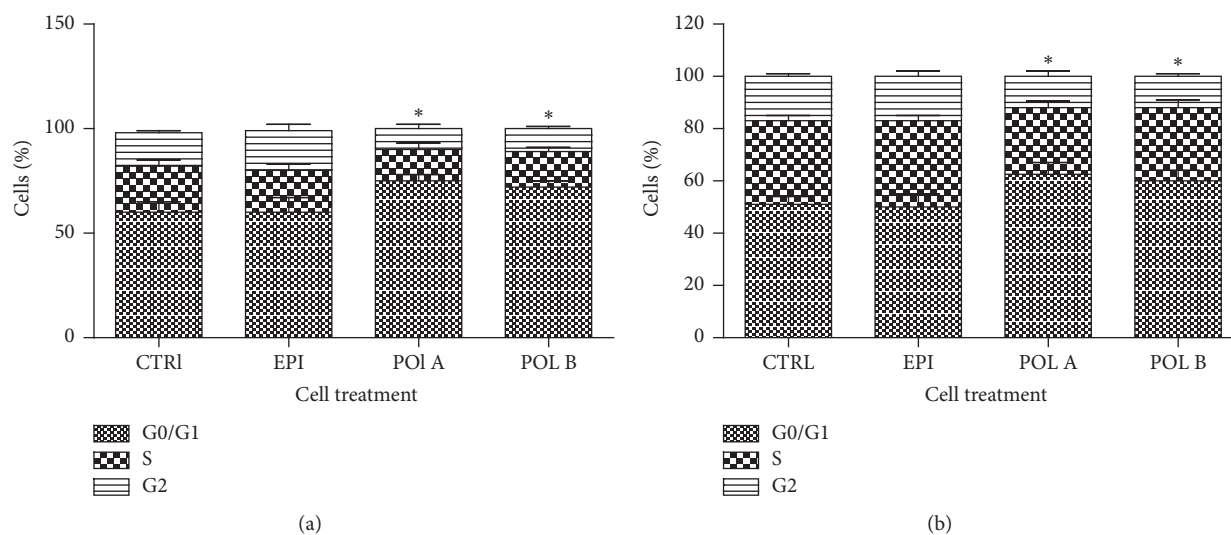 150
100
50
0
Cells (%)
* *
CTRl EPI POl A POL B
Cell treatment
G0/G1
S
G2
(a)
120
100
80
60
40
20
0
Cells (%)
* *
CTRL EPI POL A POL B
Cell treatment
G0/G1
S
G2
(b)